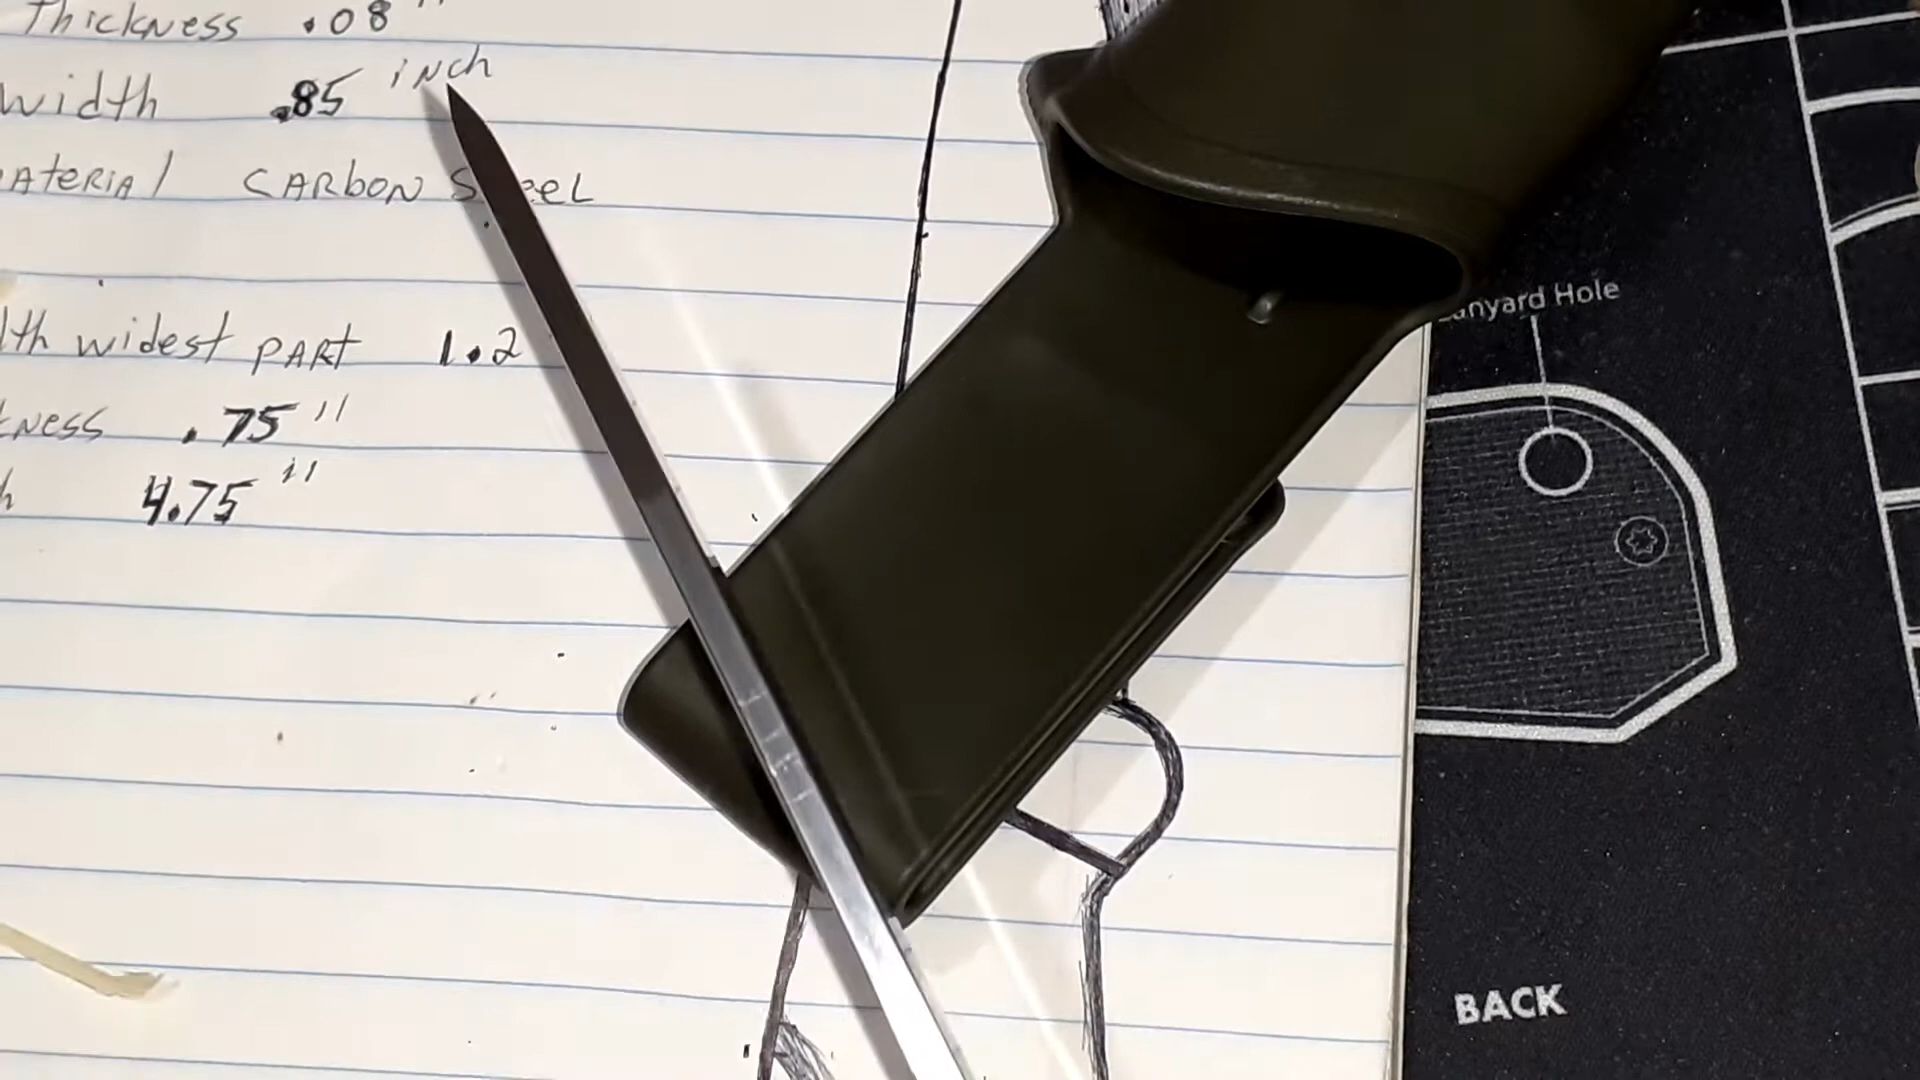 Thickness .08"
width .85 inch
ATERIAl CARboN S eeL
lth widest PART 1.2
kness .75"
h 4.75"
anyard Hole
BACK